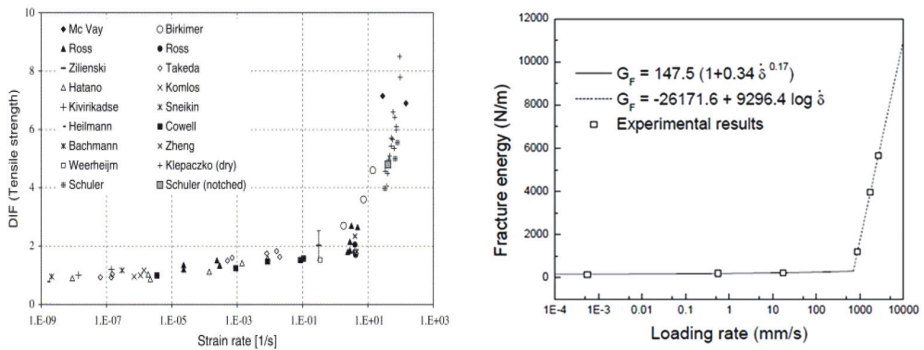 10
8
6
4
2
0
DIF (Tensile strength)
Mc Vay
Birkimer
Ross
Ross
Zilienski
Takeda
Hatano
Komlos
Kivirikadse
Sneikin
Heilmann
Cowell
Bachmann
Zheng
Weerheijm
Klepaczko (dry)
Schuler
Schuler (notched)
1.E-09 1.E-07 1.E-05 1.E-03 1.E-01 1.E+01 1.E+03
Strain rate [1/s]
12000
10000
8000
6000
4000
2000
0
Fracture energy (N/m)
G_F = 147.5 (1+0.34 δ̇ ^0.17)
G_F = -26171.6 + 9296.4 log δ̇
Experimental results
1E-4 1E-3 0.01 0.1 1 10 100 1000 10000
Loading rate (mm/s)